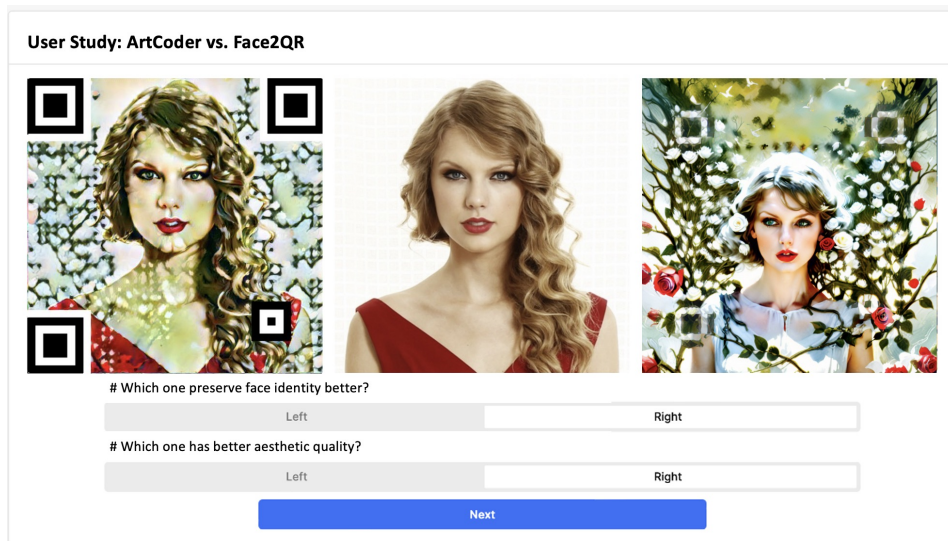 User Study: ArtCoder vs. Face2QR
# Which one preserve face identity better?
Left Right
# Which one has better aesthetic quality?
Left Right
Next